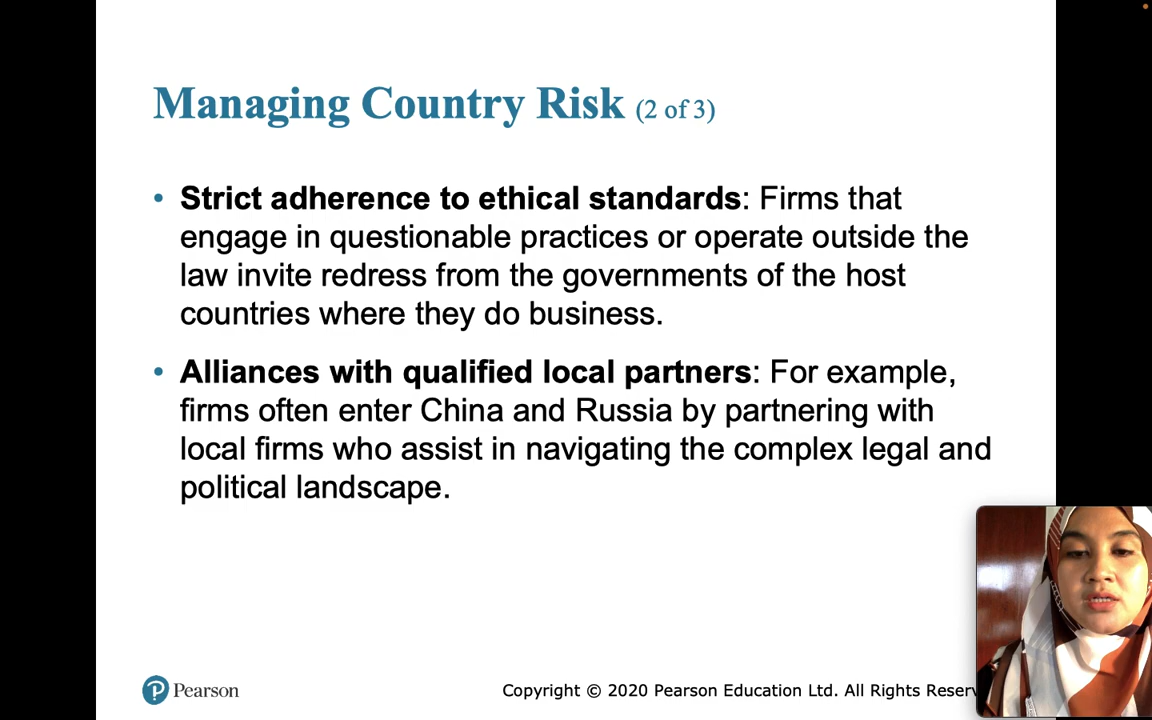 Managing Country Risk (2 of 3)
• Strict adherence to ethical standards: Firms that
engage in questionable practices or operate outside the
law invite redress from the governments of the host
countries where they do business.
• Alliances with qualified local partners: For example,
firms often enter China and Russia by partnering with
local firms who assist in navigating the complex legal and
political landscape.
P Pearson
Copyright © 2020 Pearson Education Ltd. All Rights Reserv